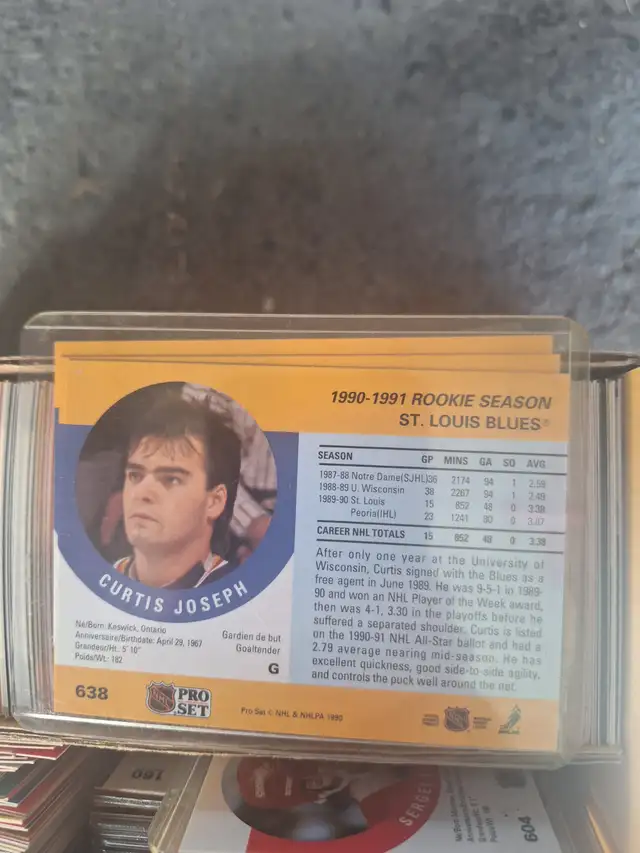 1990-1991 ROOKIE SEASON
ST. LOUIS BLUES®
SEASON GP MINS GA SO AVG
1987-88 Notre Dame(SJHL)36 2174 94 1 2.59
1988-89 U. Wisconsin 38 2267 94 1 2.49
1989-90 St. Louis 15 852 48 0 3.38
Peoria(IHL) 23 1241 80 0 3.87
CAREER NHL TOTALS 15 852 48 0 3.38
After only one year at the University of
Wisconsin, Curtis signed with the Blues as a
free agent in June 1989. He was 9-5-1 in 1989-
90 and won an NHL Player of the Week award,
then was 4-1, 3.30 in the playoffs before he
suffered a separated shoulder. Curtis is listed
on the 1990-91 NHL All-Star ballot and had a
2.79 average nearing mid-season. He has
excellent quickness, good side-to-side agility,
and controls the puck well around the net.
CURTIS JOSEPH
Né/Born: Keswick, Ontario
Anniversaire/Birthdate: April 29, 1967
Grandeur/Ht.: 5' 10"
Poids/Wt.: 182
Gardien de but
Goaltender
G
638
NHL
PRO
SET
Pro Set © NHL & NHLPA 1990
160
SERGEI
604